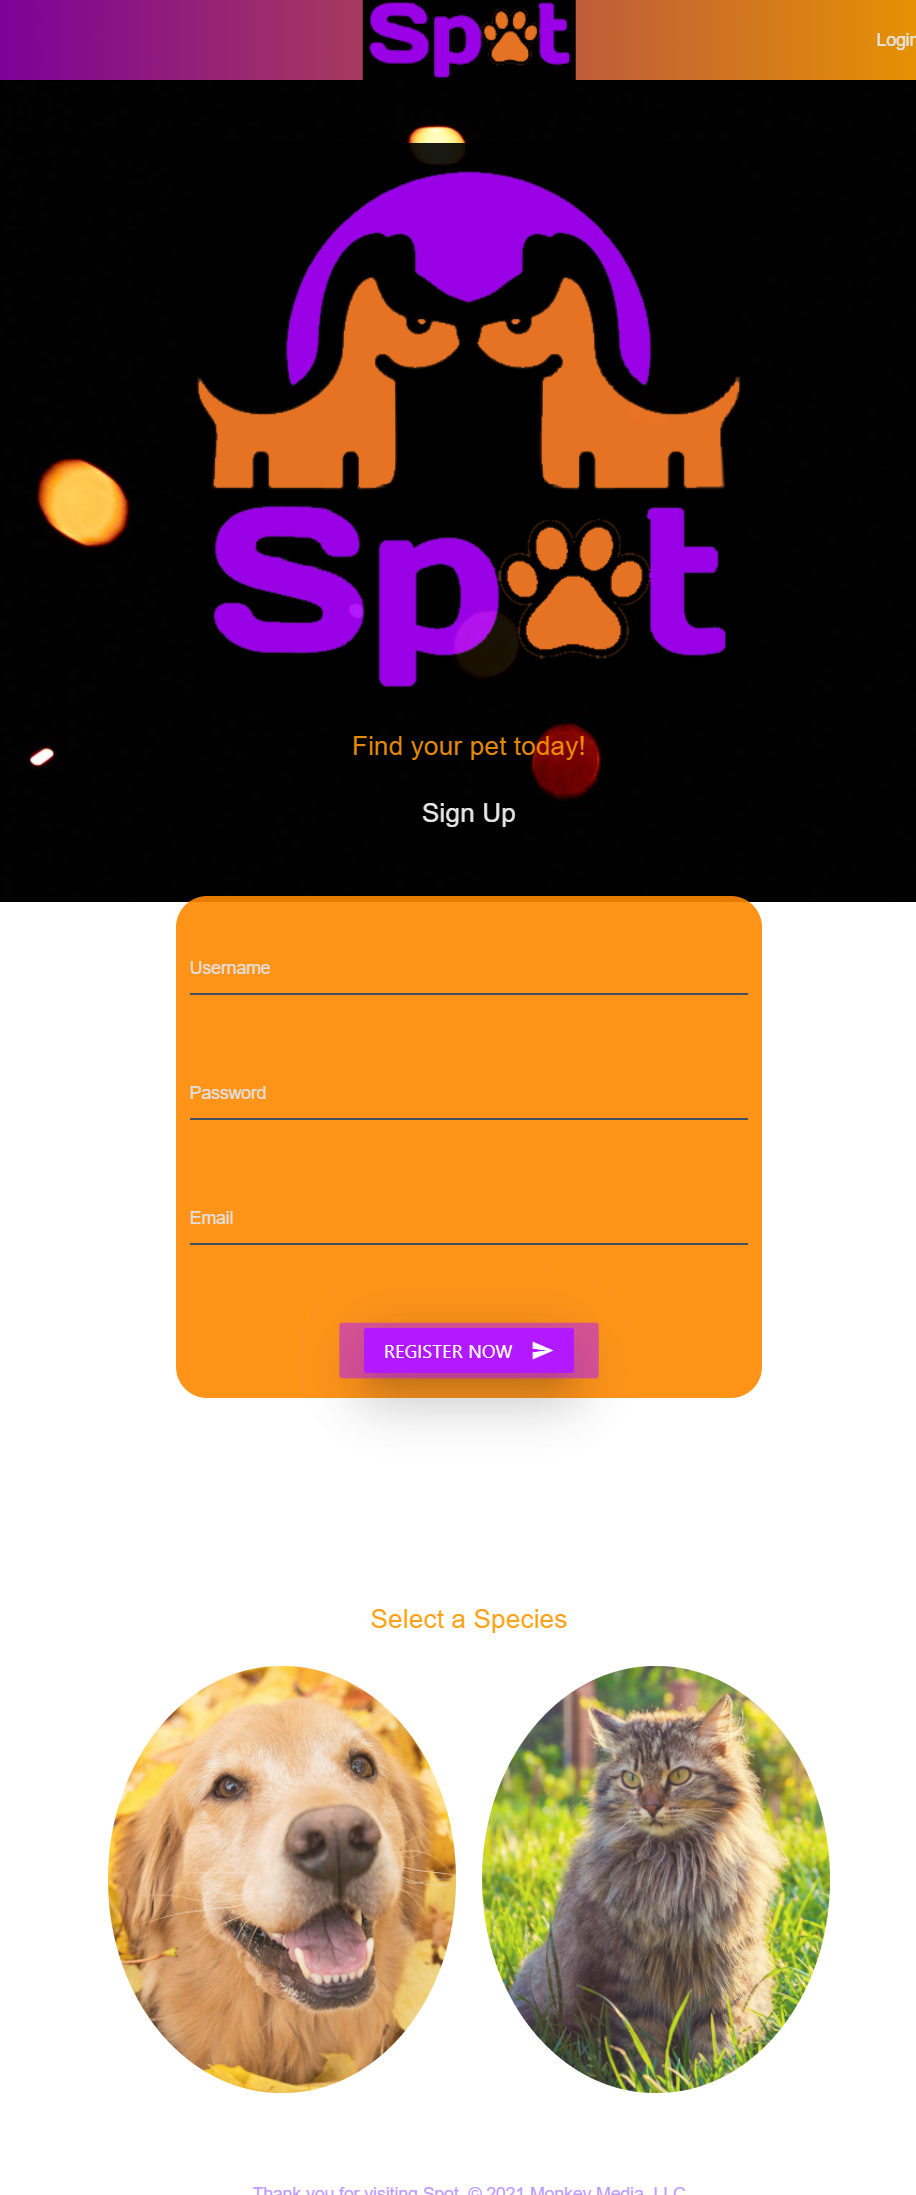 Spot
Login
Spot
Find your pet today!
Sign Up
Username
Password
Email
REGISTER NOW
Select a Species
Thank you for visiting Spot. © 2021 Monkey Media, LLC